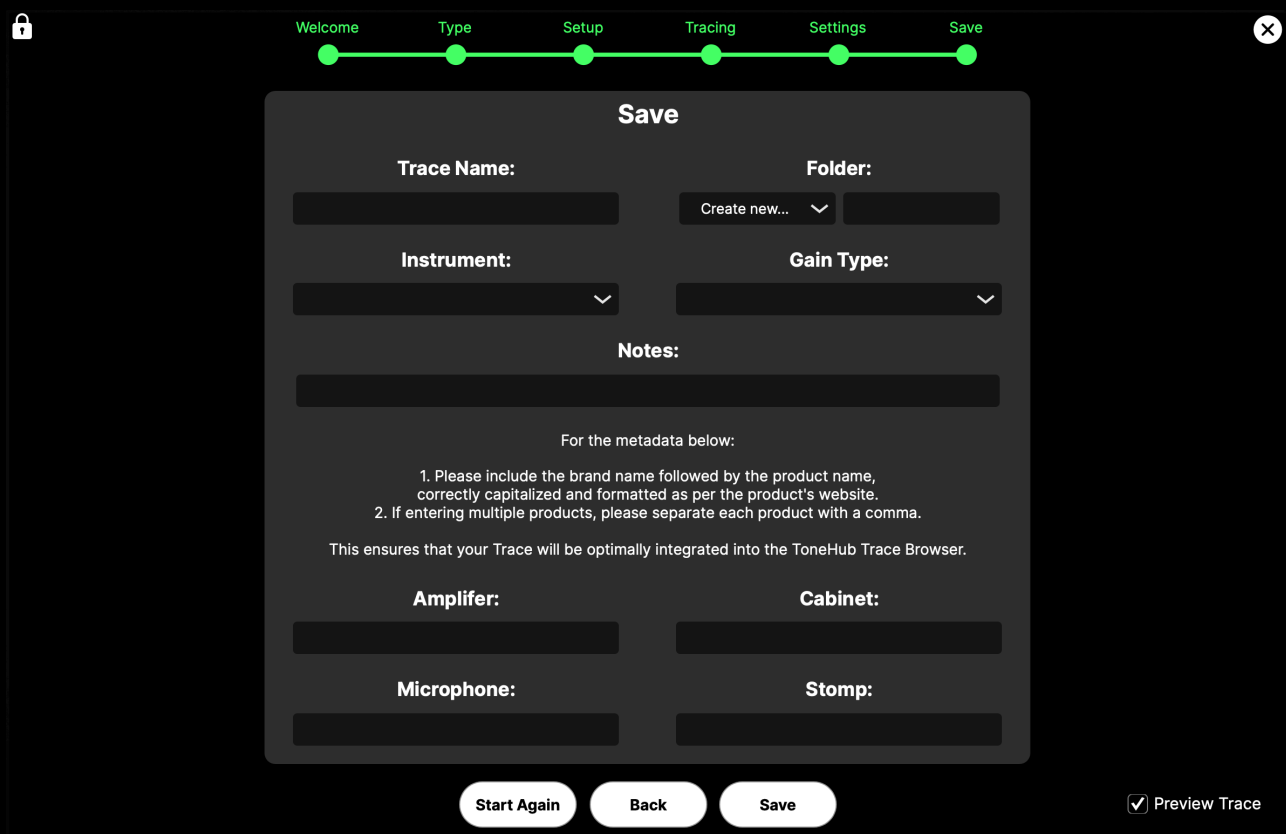 Welcome Type Setup Tracing Settings Save
Save
Trace Name: Folder:
Create new...
Instrument: Gain Type:
Notes:
For the metadata below:
1. Please include the brand name followed by the product name,
correctly capitalized and formatted as per the product's website.
2. If entering multiple products, please separate each product with a comma.
This ensures that your Trace will be optimally integrated into the ToneHub Trace Browser.
Amplifer: Cabinet:
Microphone: Stomp:
Start Again Back Save Preview Trace